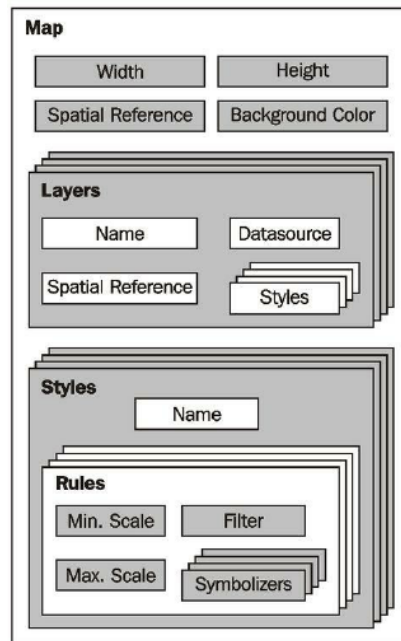 Map
Width Height
Spatial Reference Background Color
Layers
Name Datasource
Spatial Reference Styles
Styles
Name
Rules
Min. Scale Filter
Max. Scale Symbolizers